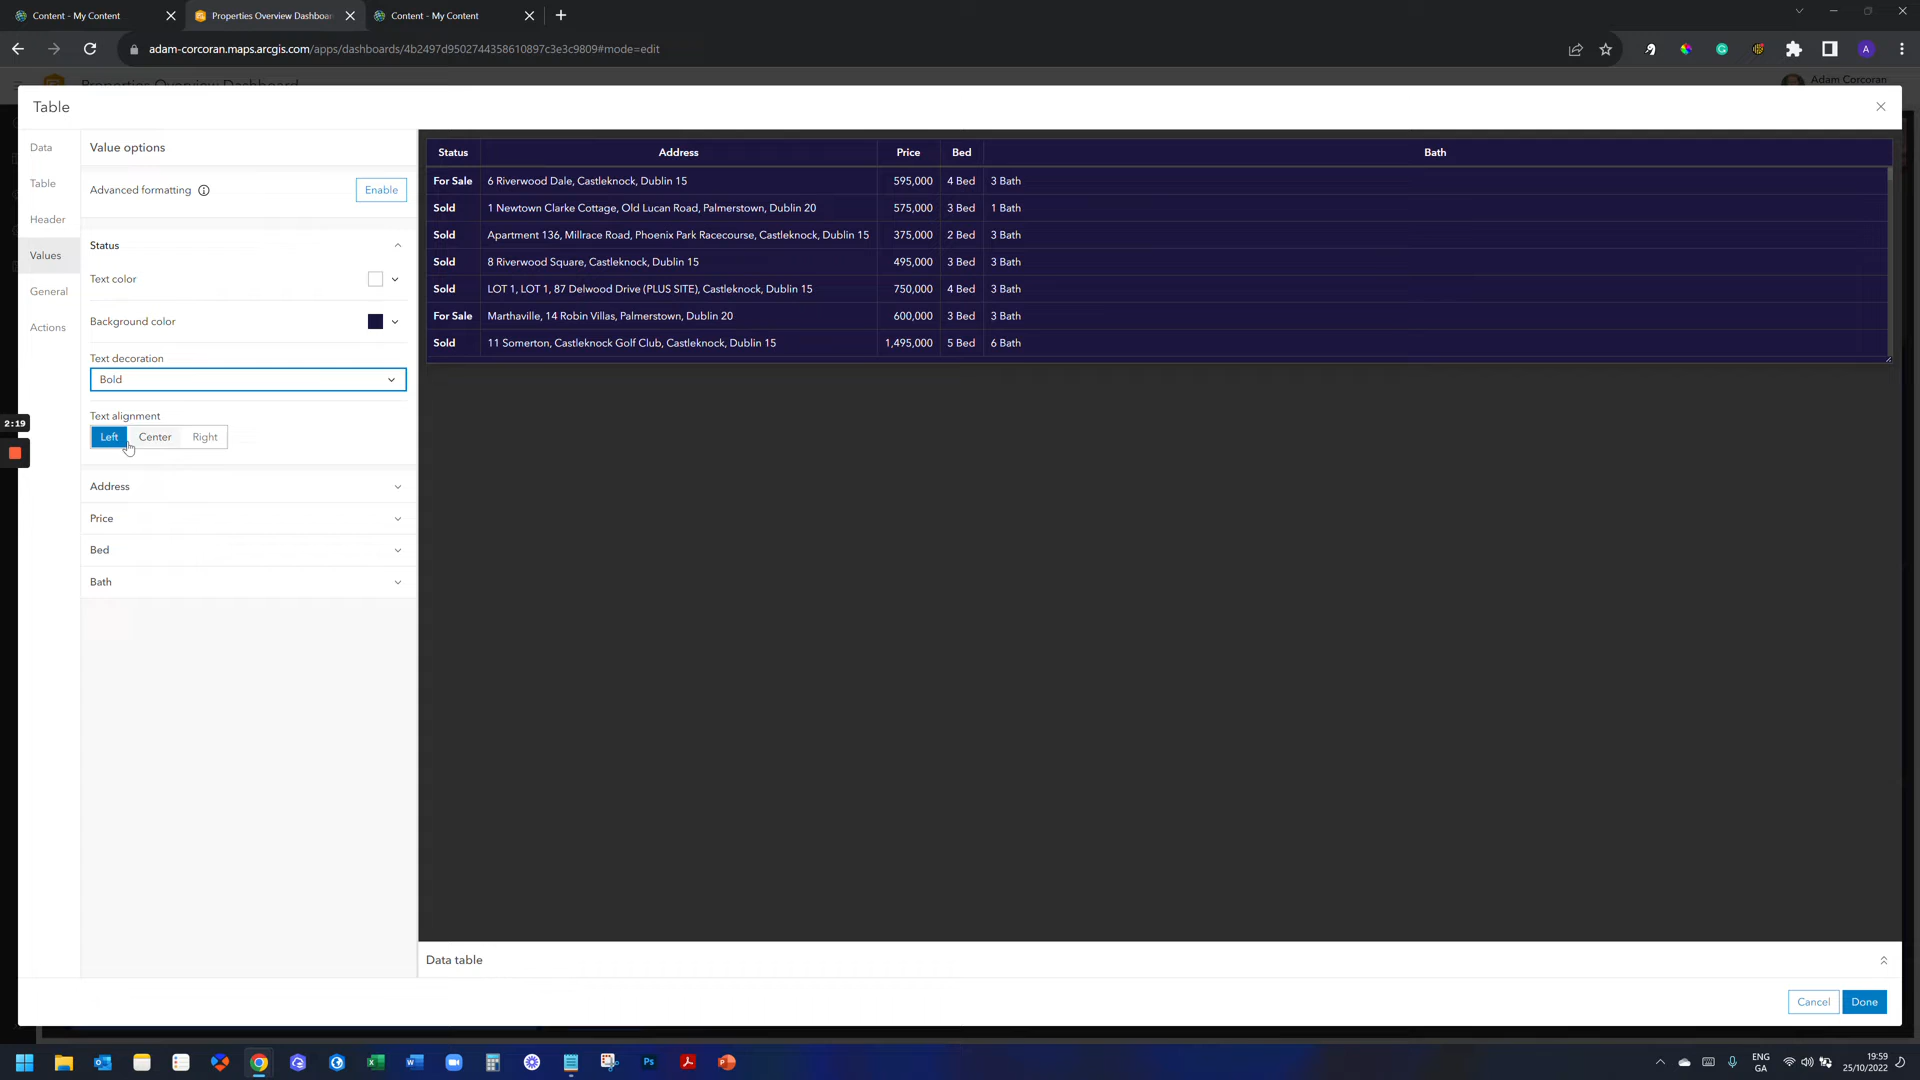 Content - My Content
Properties Overview Dashboar
Content - My Content
adam-corcoran.maps.arcgis.com/apps/dashboards/4b2497d9502744358610897c3e3c9809#mode=edit
A
Properties Overview Dashboard
Adam Corcoran
Table
Data
Table
Header
Values
General
Actions
Value options
Advanced formatting
Enable
Status
Text color
Background color
Text decoration
Bold
Text alignment
Left Center Right
Address
Price
Bed
Bath
2:19
Status Address Price Bed Bath
For Sale 6 Riverwood Dale, Castleknock, Dublin 15 595,000 4 Bed 3 Bath
Sold 1 Newtown Clarke Cottage, Old Lucan Road, Palmerstown, Dublin 20 575,000 3 Bed 1 Bath
Sold Apartment 136, Millrace Road, Phoenix Park Racecourse, Castleknock, Dublin 15 375,000 2 Bed 3 Bath
Sold 8 Riverwood Square, Castleknock, Dublin 15 495,000 3 Bed 3 Bath
Sold LOT 1, LOT 1, 87 Delwood Drive (PLUS SITE), Castleknock, Dublin 15 750,000 4 Bed 3 Bath
For Sale Marthaville, 14 Robin Villas, Palmerstown, Dublin 20 600,000 3 Bed 3 Bath
Sold 11 Somerton, Castleknock Golf Club, Castleknock, Dublin 15 1,495,000 5 Bed 6 Bath
Data table
Cancel Done
Ps
ENG
GA
19:59
25/10/2022